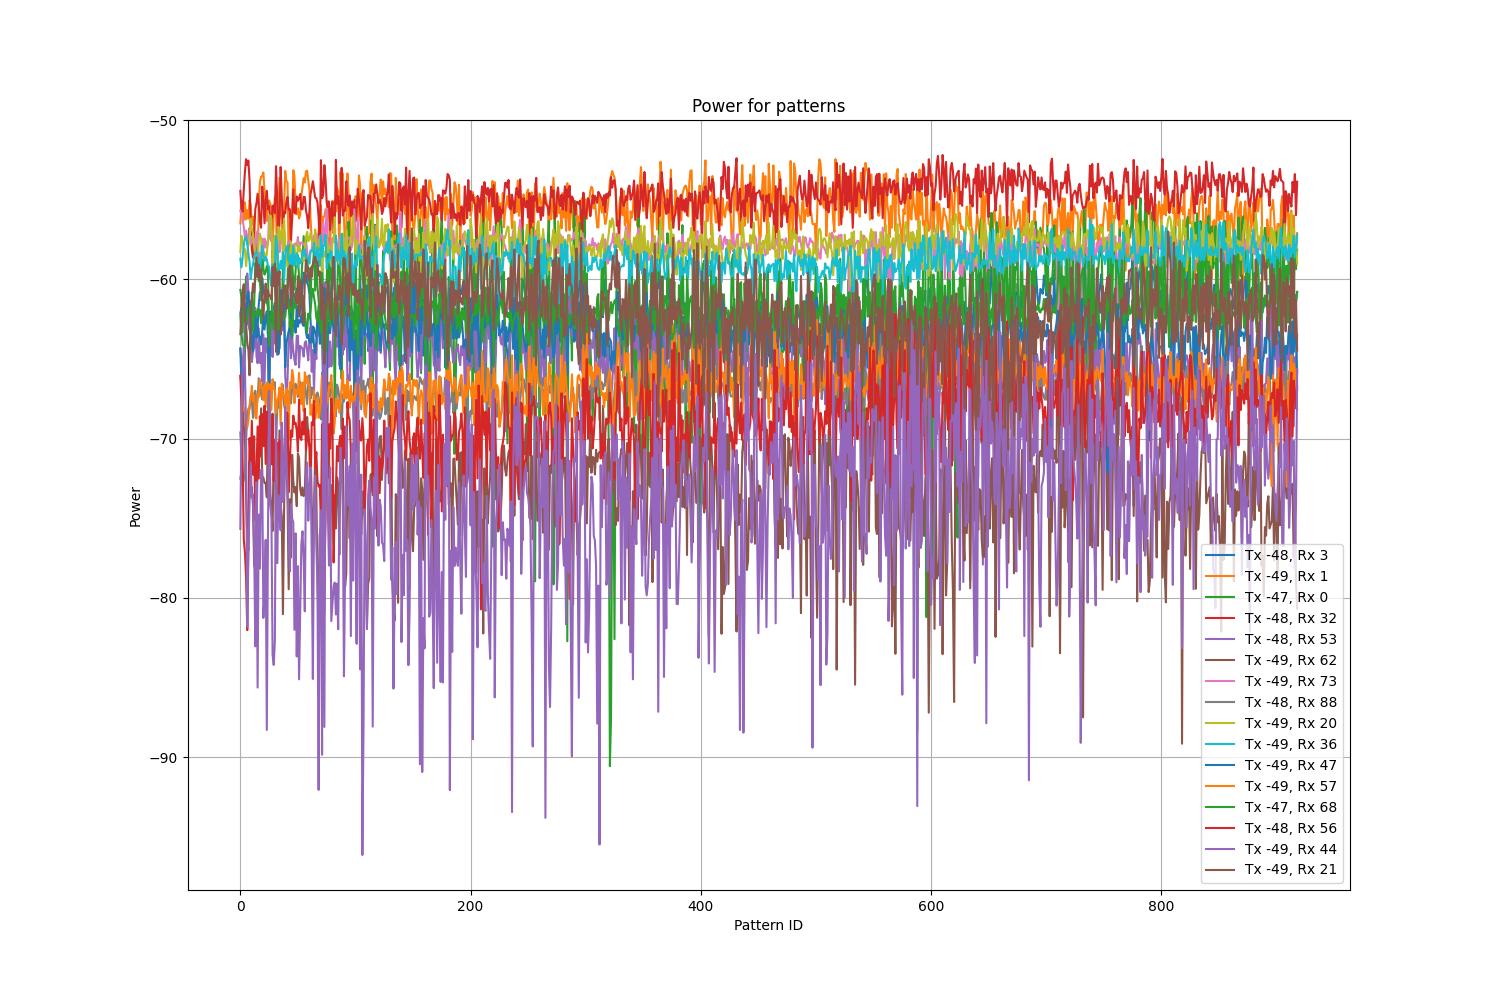 Power for patterns
−50
−60
−70
−80
−90
Power
0
200
400
600
800
Pattern ID
Tx -48, Rx 3
Tx -49, Rx 1
Tx -47, Rx 0
Tx -48, Rx 32
Tx -48, Rx 53
Tx -49, Rx 62
Tx -49, Rx 73
Tx -48, Rx 88
Tx -49, Rx 20
Tx -49, Rx 36
Tx -49, Rx 47
Tx -49, Rx 57
Tx -47, Rx 68
Tx -48, Rx 56
Tx -49, Rx 44
Tx -49, Rx 21